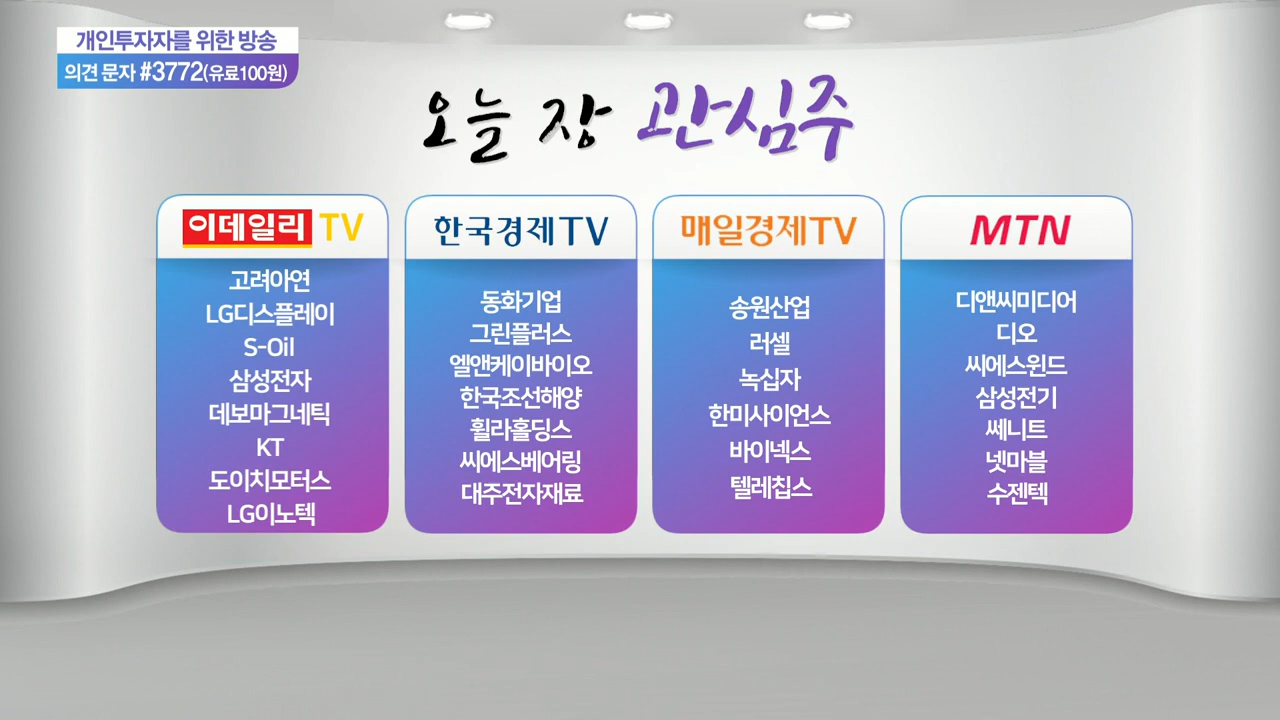 개인투자자를 위한 방송
의견 문자 #3772(유료100원)
오늘 장 관심주
이데일리 TV
고려아연
LG디스플레이
S-Oil
삼성전자
데보마그네틱
KT
도이치모터스
LG이노텍
한국경제TV
동화기업
그린플러스
엘앤케이바이오
한국조선해양
휠라홀딩스
씨에스베어링
대주전자재료
매일경제TV
송원산업
러셀
녹십자
한미사이언스
바이넥스
텔레칩스
MTN
디앤씨미디어
디오
씨에스윈드
삼성전기
쎄니트
넷마블
수젠텍